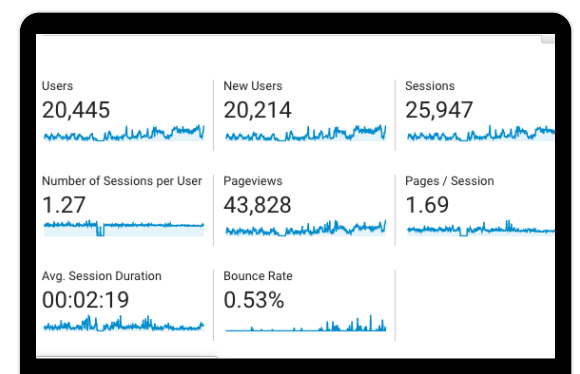 Users
20,445
New Users
20,214
Sessions
25,947
Number of Sessions per User
1.27
Pageviews
43,828
Pages / Session
1.69
Avg. Session Duration
00:02:19
Bounce Rate
0.53%